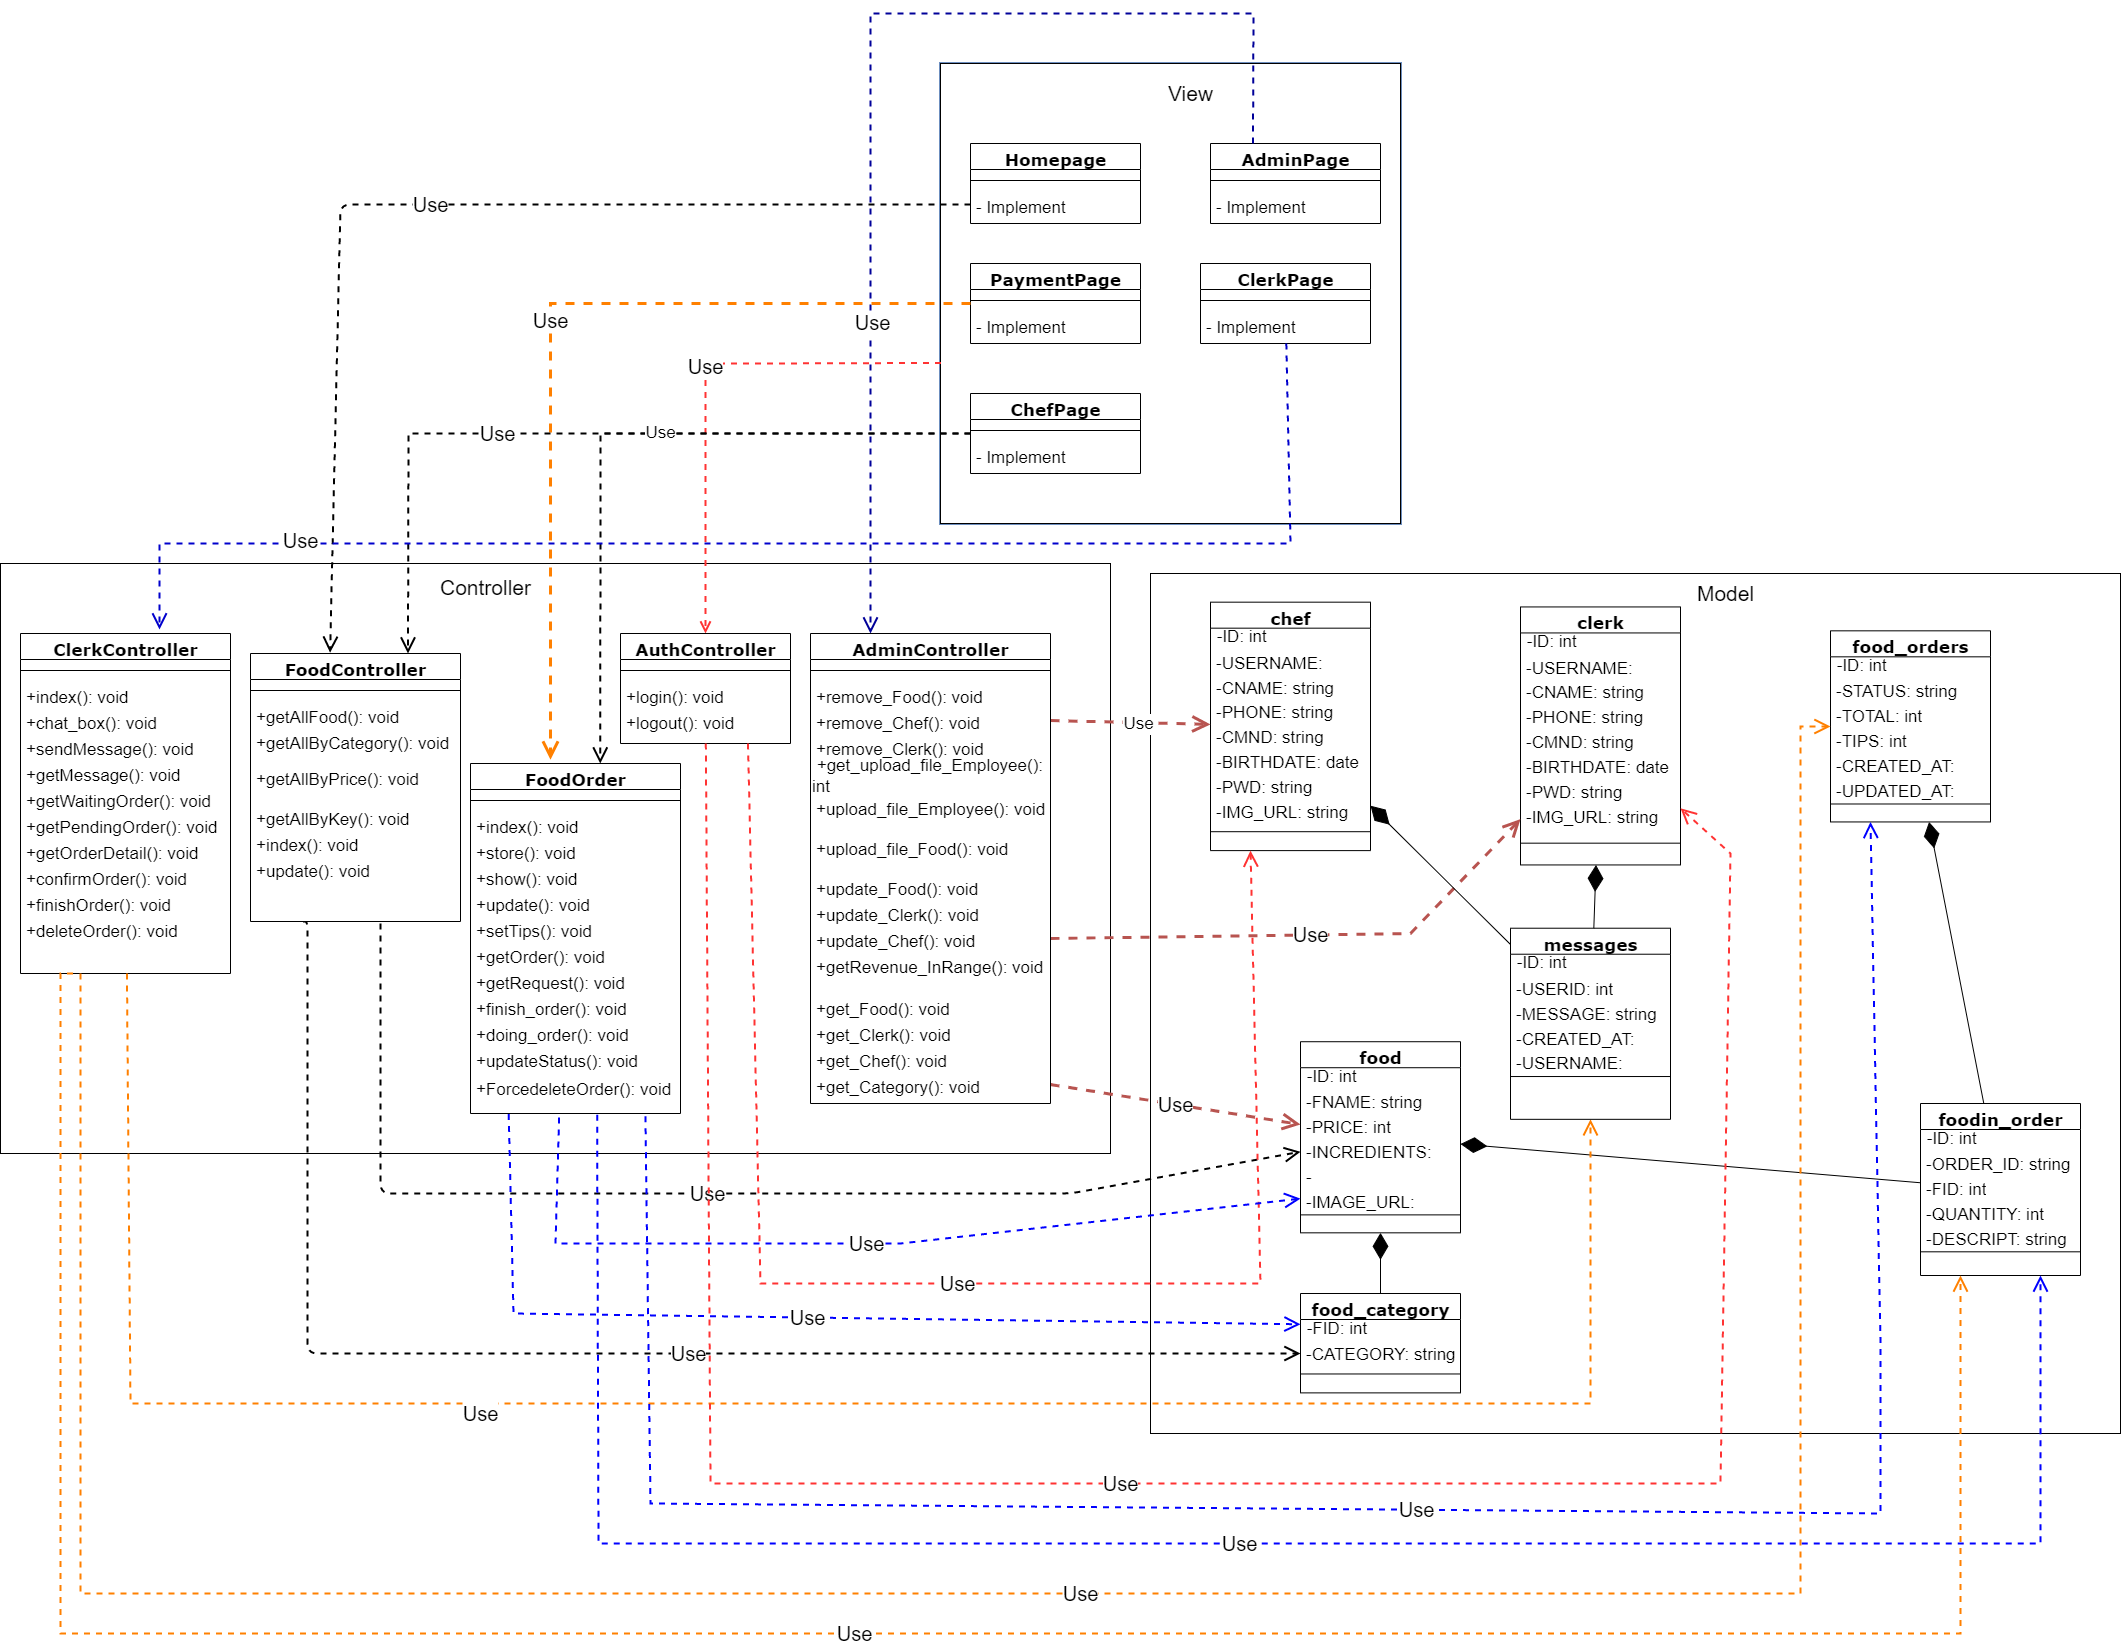 View
Homepage
- Implement
AdminPage
- Implement
PaymentPage
- Implement
ClerkPage
- Implement
ChefPage
- Implement
Use
Use
Use
Use
Use
Use
Use
Controller
ClerkController
+index(): void
+chat_box(): void
+sendMessage(): void
+getMessage(): void
+getWaitingOrder(): void
+getPendingOrder(): void
+getOrderDetail(): void
+confirmOrder(): void
+finishOrder(): void
+deleteOrder(): void
FoodController
+getAllFood(): void
+getAllByCategory(): void
+getAllByPrice(): void
+getAllByKey(): void
+index(): void
+update(): void
FoodOrder
+index(): void
+store(): void
+show(): void
+update(): void
+setTips(): void
+getOrder(): void
+getRequest(): void
+finish_order(): void
+doing_order(): void
+updateStatus(): void
+ForcedeleteOrder(): void
AuthController
+login(): void
+logout(): void
AdminController
+remove_Food(): void
+remove_Chef(): void
+remove_Clerk(): void
+get_upload_file_Employee():
int
+upload_file_Employee(): void
+upload_file_Food(): void
+update_Food(): void
+update_Clerk(): void
+update_Chef(): void
+getRevenue_InRange(): void
+get_Food(): void
+get_Clerk(): void
+get_Chef(): void
+get_Category(): void
Model
chef
-ID: int
-USERNAME:
-CNAME: string
-PHONE: string
-CMND: string
-BIRTHDATE: date
-PWD: string
-IMG_URL: string
clerk
-ID: int
-USERNAME:
-CNAME: string
-PHONE: string
-CMND: string
-BIRTHDATE: date
-PWD: string
-IMG_URL: string
food_orders
-ID: int
-STATUS: string
-TOTAL: int
-TIPS: int
-CREATED_AT:
-UPDATED_AT:
messages
-ID: int
-USERID: int
-MESSAGE: string
-CREATED_AT:
-USERNAME:
food
-ID: int
-FNAME: string
-PRICE: int
-INCREDIENTS:
-
-IMAGE_URL:
foodin_order
-ID: int
-ORDER_ID: string
-FID: int
-QUANTITY: int
-DESCRIPT: string
food_category
-FID: int
-CATEGORY: string
Use
Use
Use
Use
Use
Use
Use
Use
Use
Use
Use
Use
Use
Use